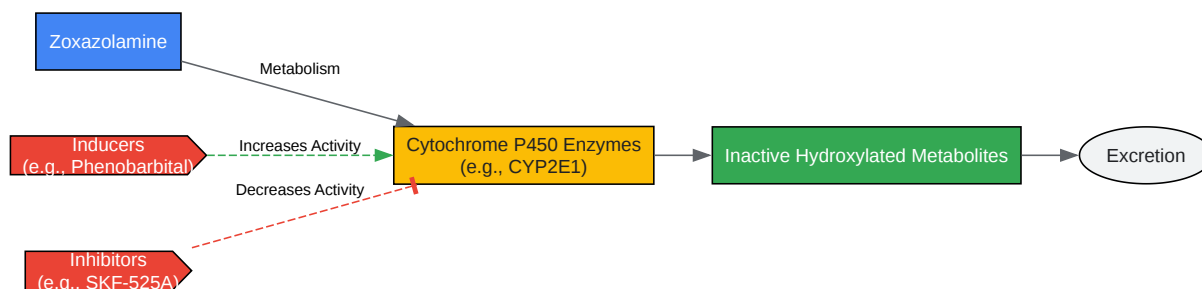 Zoxazolamine
Metabolism
Inducers
(e.g., Phenobarbital)
Increases Activity
Cytochrome P450 Enzymes
(e.g., CYP2E1)
Inactive Hydroxylated Metabolites
Excretion
Decreases Activity
Inhibitors
(e.g., SKF-525A)